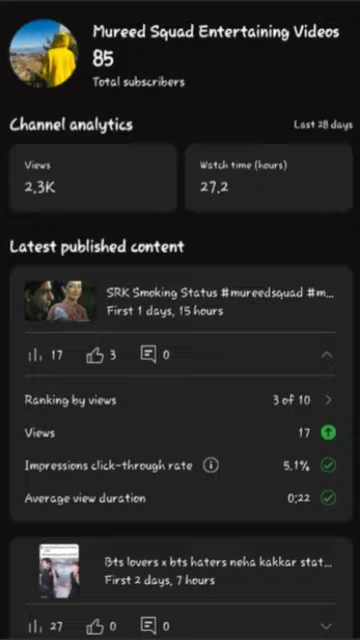 Mureed Squad Entertaining Videos
85
Total subscribers
Channel analytics
Last 28 days
Views
Watch time (hours)
2.3K
27.2
Latest published content
SRK Smoking Status #mureedsquad #m...
First 1 days, 15 hours
17 3 0
Ranking by views 3 of 10
Views 17
Impressions click-through rate 5.1%
Average view duration 0:22
Bts lovers x bts haters neha kakkar stat...
First 2 days, 7 hours
27 0 0